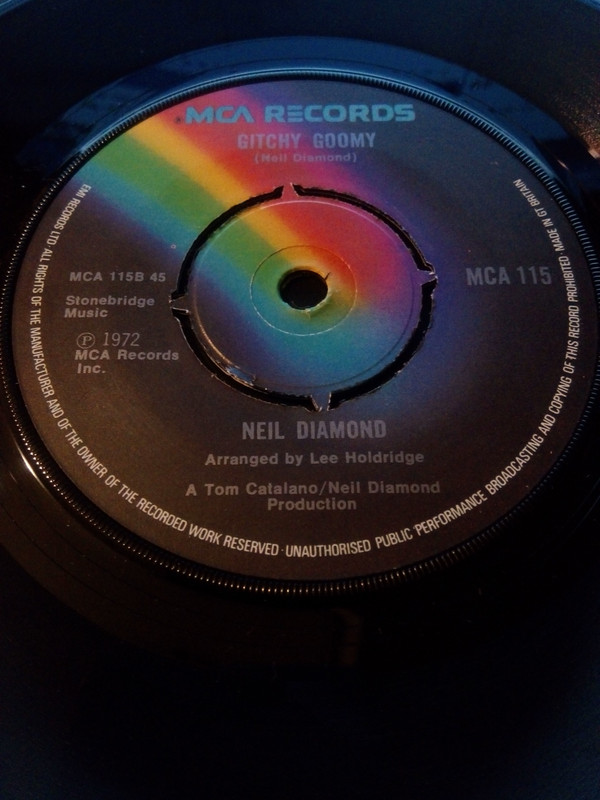 MCA RECORDS
GITCHY GOOMY
(Neil Diamond)
MCA 115B 45
Stonebridge
Music
Ⓟ 1972
MCA Records
Inc.
MCA 115
NEIL DIAMOND
Arranged by Lee Holdridge
A Tom Catalano/Neil Diamond
Production
EMI RECORDS LTD ALL RIGHTS OF THE MANUFACTURER AND OF THE OWNER OF THE RECORDED WORK RESERVED · UNAUTHORISED PUBLIC PERFORMANCE BROADCASTING AND COPYING OF THIS RECORD PROHIBITED · MADE IN GT BRITAIN